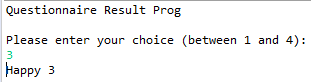 Questionnaire Result Prog
Please enter your choice (between 1 and 4):
3
Happy 3